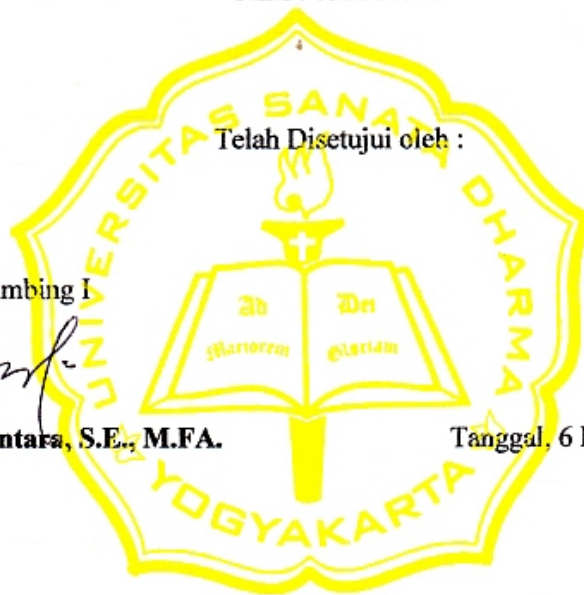 UNIVERSITAS SANATA DHARMA
Telah Disetujui oleh :
Ad Dei
Maiorem Gloriam
mbing I
ntara, S.E., M.FA.
Tanggal, 6
YOGYAKARTA